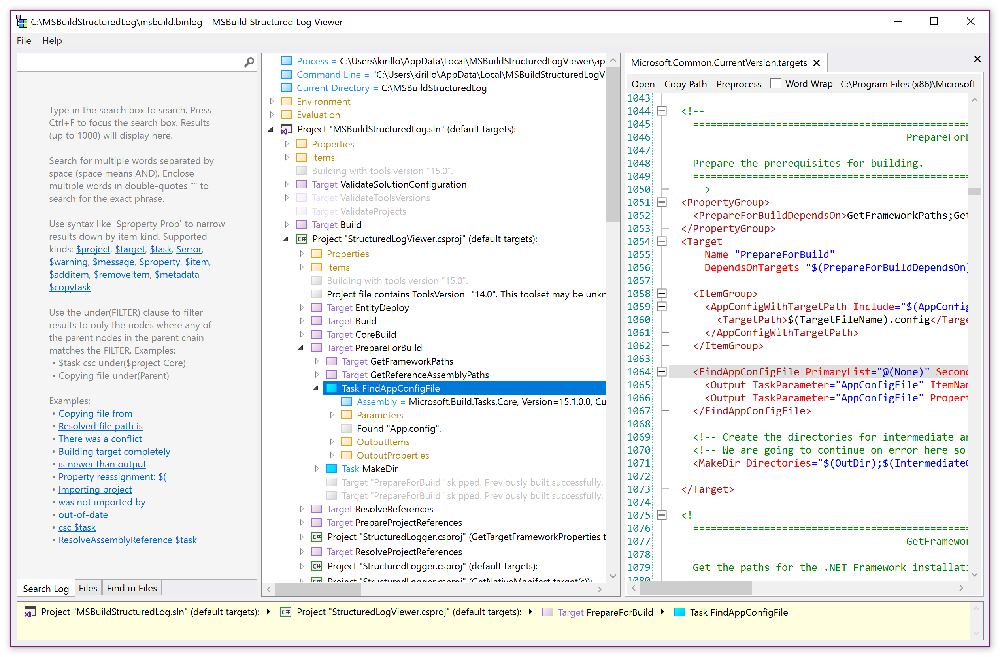 C:\MSBuildStructuredLog\msbuild.binlog - MSBuild Structured Log Viewer
File Help
Type in the search box to search. Press
Ctrl+F to focus the search box. Results
(up to 1000) will display here.
Search for multiple words separated by
space (space means AND). Enclose
multiple words in double-quotes "" to
search for the exact phrase.
Use syntax like '$property Prop' to narrow
results down by item kind. Supported
kinds: $project, $target, $task, $error,
$warning, $message, $property, $item,
$additem, $removeitem, $metadata,
$copytask
Use the under(FILTER) clause to filter
results to only the nodes where any of
the parent nodes in the parent chain
matches the FILTER. Examples:
• $task csc under($project Core)
• Copying file under(Parent)
Examples:
• Copying file from
• Resolved file path is
• There was a conflict
• Building target completely
• is newer than output
• Property reassignment: $(
• Importing project
• was not imported by
• out-of-date
• csc $task
• ResolveAssemblyReference $task
Search Log Files Find in Files
Process = C:\Users\kirillo\AppData\Local\MSBuildStructuredLogViewer\ap
Command Line = "C:\Users\kirillo\AppData\Local\MSBuildStructuredLogV
Current Directory = C:\MSBuildStructuredLog
Environment
Evaluation
Project "MSBuildStructuredLog.sln" (default targets):
Properties
Items
Building with tools version "15.0".
Target ValidateSolutionConfiguration
Target ValidateToolsVersions
Target ValidateProjects
Target Build
C# Project "StructuredLogViewer.csproj" (default targets):
Properties
Items
Building with tools version "15.0".
Project file contains ToolsVersion="14.0". This toolset may be unkr
Target EntityDeploy
Target Build
Target CoreBuild
Target PrepareForBuild
Target GetFrameworkPaths
Target GetReferenceAssemblyPaths
Task FindAppConfigFile
Assembly = Microsoft.Build.Tasks.Core, Version=15.1.0.0, Cu
Parameters
Found "App.config".
OutputItems
OutputProperties
Task MakeDir
Target "PrepareForBuild" skipped. Previously built successfully.
Target "PrepareForBuild" skipped. Previously built successfully.
Target ResolveReferences
Target PrepareProjectReferences
C# Project "StructuredLogger.csproj" (GetTargetFrameworkProperties t
Target ResolveProjectReferences
C# Project "StructuredLogger.csproj" (default targets):
C# Project "StructuredLogger.csproj" (GetNativeManifest target(s)):
Microsoft.Common.CurrentVersion.targets
Open Copy Path Preprocess Word Wrap C:\Program Files (x86)\Microsoft
1043
1044 <!--
1045 ==============================================
1046 PrepareForB
1047
1048 Prepare the prerequisites for building.
1049 ==============================================
1050 -->
1051 <PropertyGroup>
1052 <PrepareForBuildDependsOn>GetFrameworkPaths;Get
1053 </PropertyGroup>
1054 <Target
1055 Name="PrepareForBuild"
1056 DependsOnTargets="$(PrepareForBuildDependsOn)
1057
1058 <ItemGroup>
1059 <AppConfigWithTargetPath Include="$(AppConfig
1060 <TargetPath>$(TargetFileName).config</Targe
1061 </AppConfigWithTargetPath>
1062 </ItemGroup>
1063
1064 <FindAppConfigFile PrimaryList="@(None)" Second
1065 <Output TaskParameter="AppConfigFile" ItemNam
1066 <Output TaskParameter="AppConfigFile" Propert
1067 </FindAppConfigFile>
1068
1069 <!-- Create the directories for intermediate an
1070 <!-- We are going to continue on error here so
1071 <MakeDir Directories="$(OutDir);$(IntermediateO
1072
1073 </Target>
1074
1075 <!--
1076 ==============================================
1077 GetFramewor
1078
1079 Get the paths for the .NET Framework installati
1080
Project "MSBuildStructuredLog.sln" (default targets): C# Project "StructuredLogViewer.csproj" (default targets): Target PrepareForBuild Task FindAppConfigFile